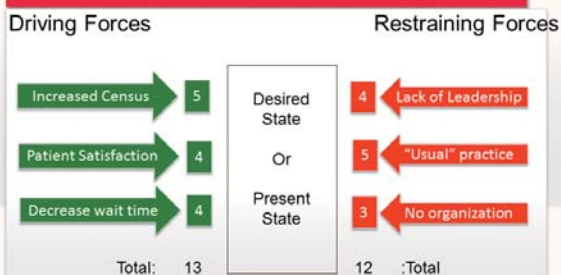 Driving Forces
Restraining Forces
Increased Census
5
Desired
State
4
Lack of Leadership
Patient Satisfaction
4
Or
5
"Usual" practice
Decrease wait time
4
Present
State
3
No organization
Total: 13
12 :Total